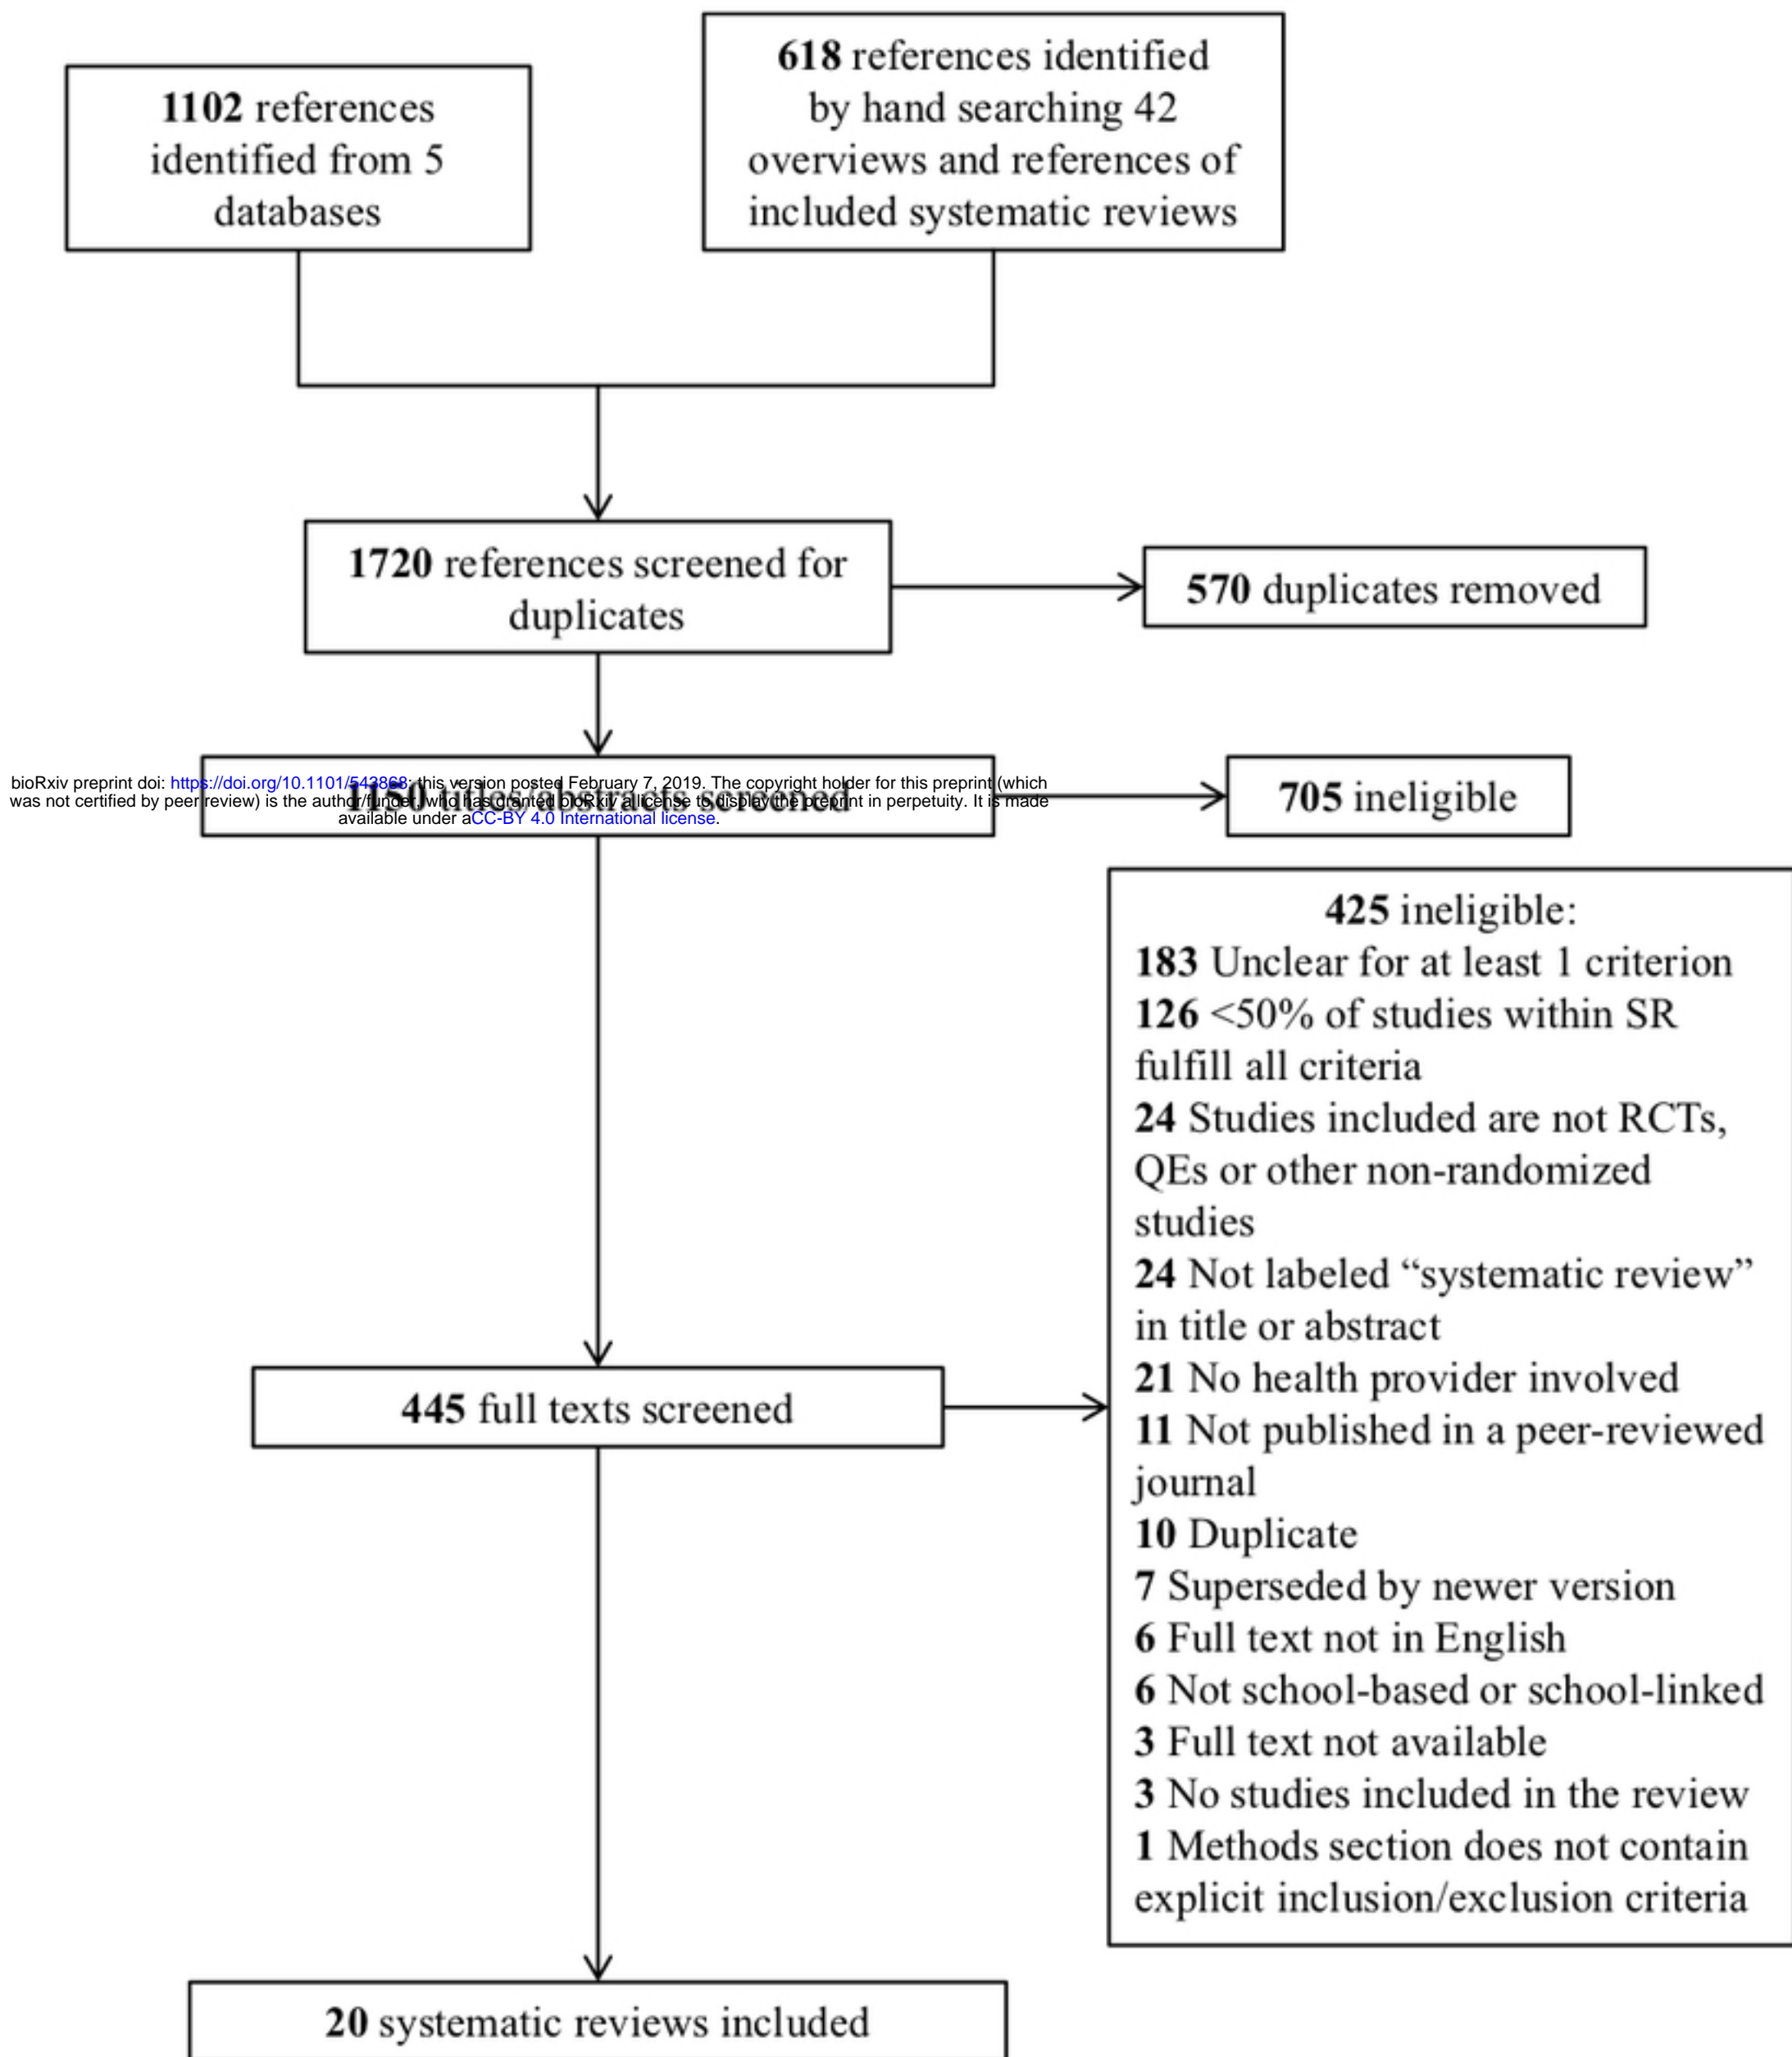 1102 references
identified from 5
databases
618 references identified
by hand searching 42
overviews and references of
included systematic reviews
1720 references screened for
duplicates
570 duplicates removed
bioRxiv preprint doi: https://doi.org/10.1101/543868; this version posted February 7, 2019. The copyright holder for this preprint (which
was not certified by peer review) is the author/funder, who has granted bioRxiv a license to display the preprint in perpetuity. It is made
available under aCC-BY 4.0 International license.
1150 titles/abstracts screened
705 ineligible
425 ineligible:
183 Unclear for at least 1 criterion
126 <50% of studies within SR
fulfill all criteria
24 Studies included are not RCTs,
QEs or other non-randomized
studies
24 Not labeled “systematic review”
in title or abstract
21 No health provider involved
11 Not published in a peer-reviewed
journal
10 Duplicate
7 Superseded by newer version
6 Full text not in English
6 Not school-based or school-linked
3 Full text not available
3 No studies included in the review
1 Methods section does not contain
explicit inclusion/exclusion criteria
445 full texts screened
20 systematic reviews included